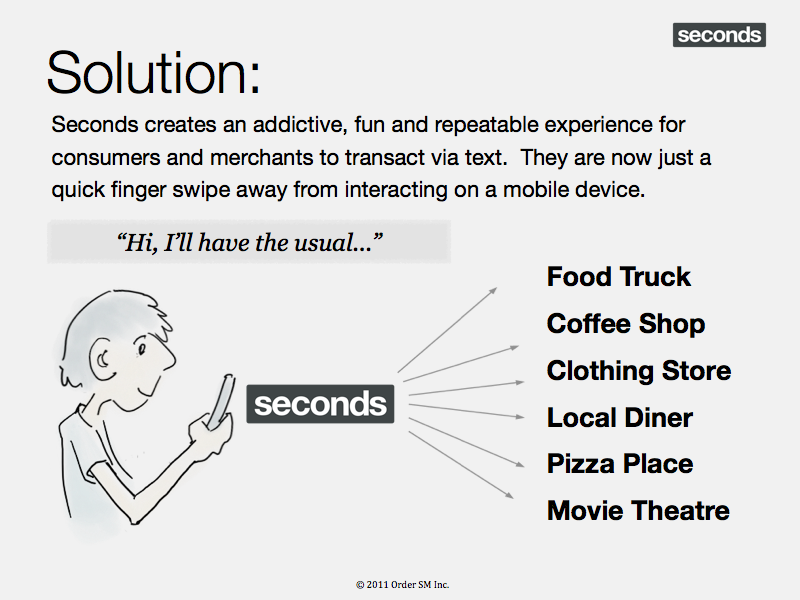 seconds
Solution:
Seconds creates an addictive, fun and repeatable experience for
consumers and merchants to transact via text.  They are now just a
quick finger swipe away from interacting on a mobile device.
“Hi, I’ll have the usual...”
seconds
Food Truck
Coffee Shop
Clothing Store
Local Diner
Pizza Place
Movie Theatre
© 2011 Order SM Inc.